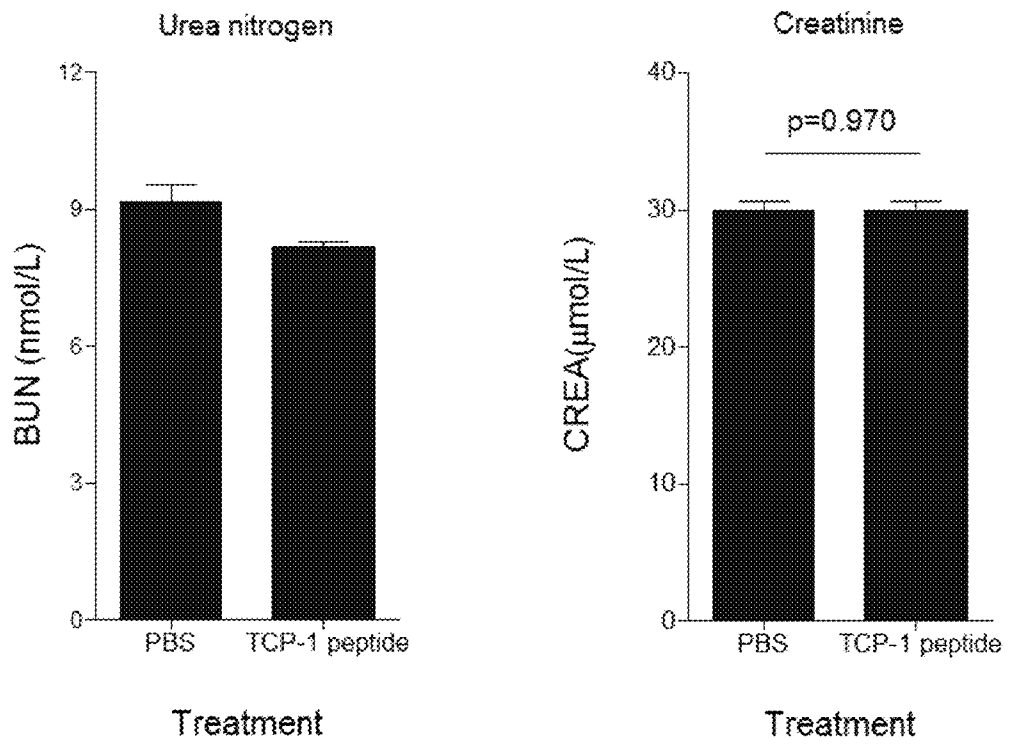 Urea nitrogen
BUN (nmol/L)
12
9
6
3
0
PBS TCP-1 peptide
Treatment
Creatinine
p=0.970
CREA(μmol/L)
40
30
20
10
0
PBS TCP-1 peptide
Treatment